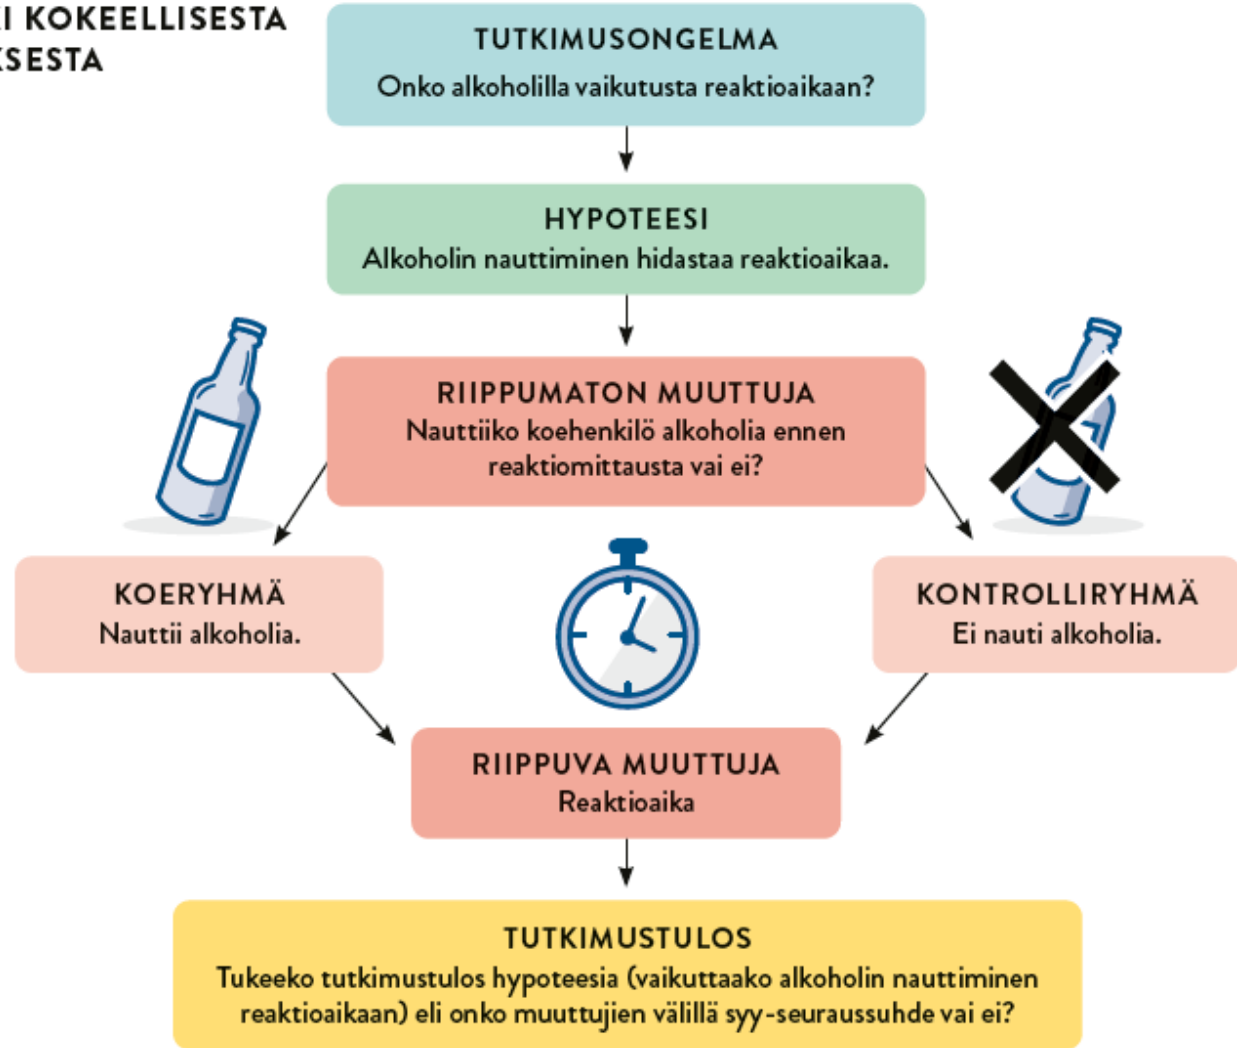 KOKEELLISESTA
TUTKIMUSONGELMA
Onko alkoholilla vaikutusta reaktioaikaan?
HYPOTEESI
Alkoholin nauttiminen hidastaa reaktioaikaa.
RIIPPUMATON MUUTTUJA
Nauttiiko koehenkilö alkoholia ennen
reaktiomittausta vai ei?
KOERYHMÄ
Nauttii alkoholia.
KONTROLLIRYHMÄ
Ei nauti alkoholia.
RIIPPUVA MUUTTUJA
Reaktioaika
TUTKIMUSTULOS
Tukeeko tutkimustulos hypoteesia (vaikuttaako alkoholin nauttiminen
reaktioaikaan) eli onko muuttujien välillä syy-seuraussuhde vai ei?